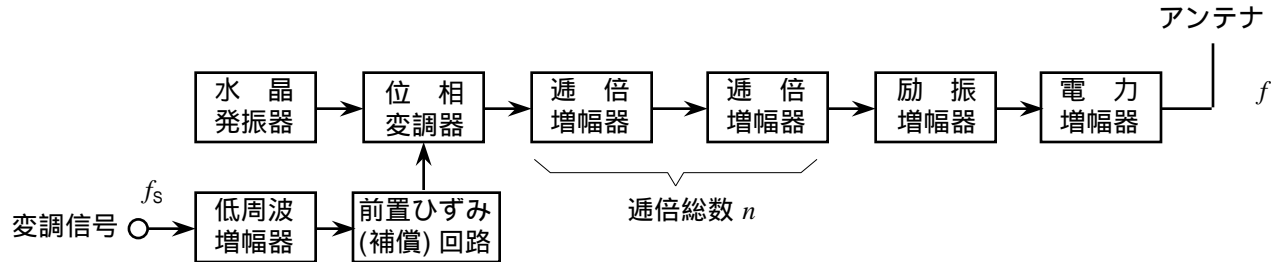 アンテナ
水 晶
発振器
位 相
変調器
逓 倍
増幅器
逓 倍
増幅器
励 振
増幅器
電 力
増幅器
f
変調信号
fs
低周波
増幅器
前置ひずみ
(補償) 回路
逓倍総数 n